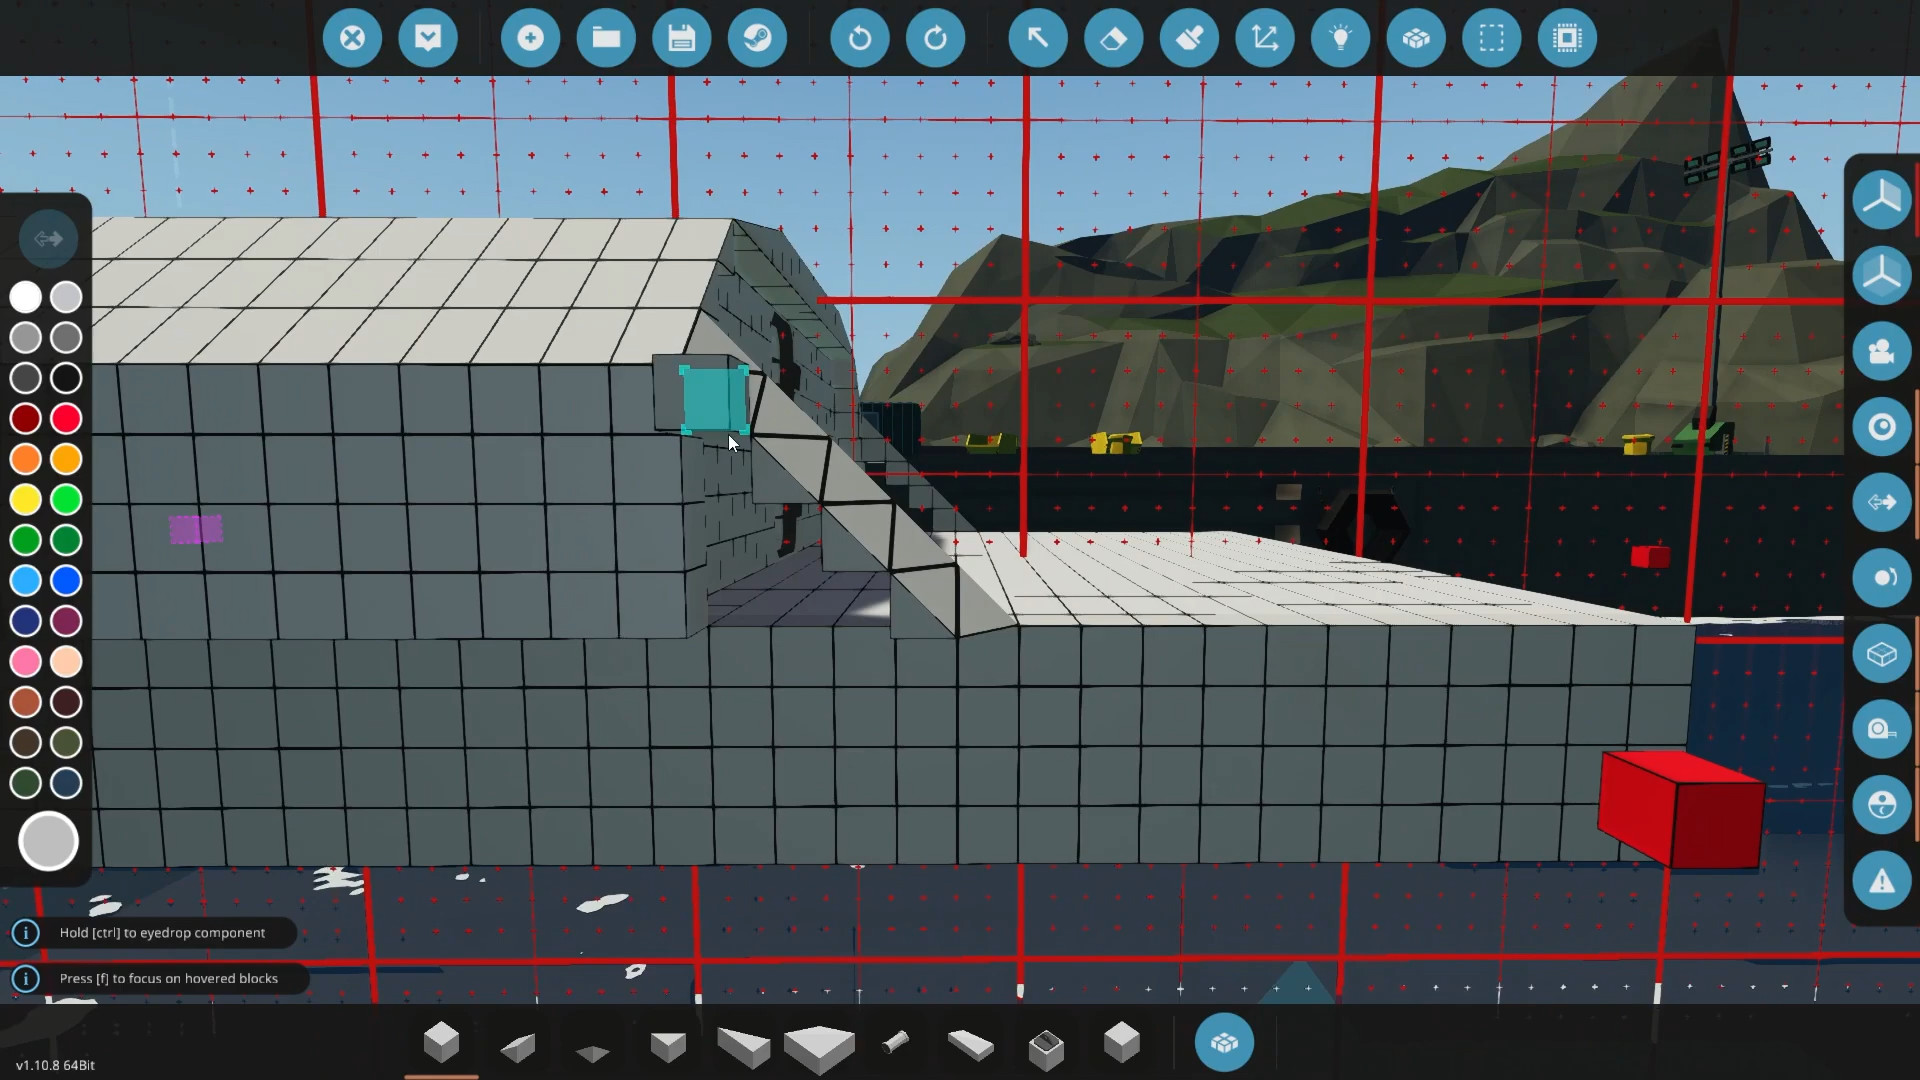 Hold [ctrl] to eyedrop component
Press [f] to focus on hovered blocks
v1.10.8 64Bit